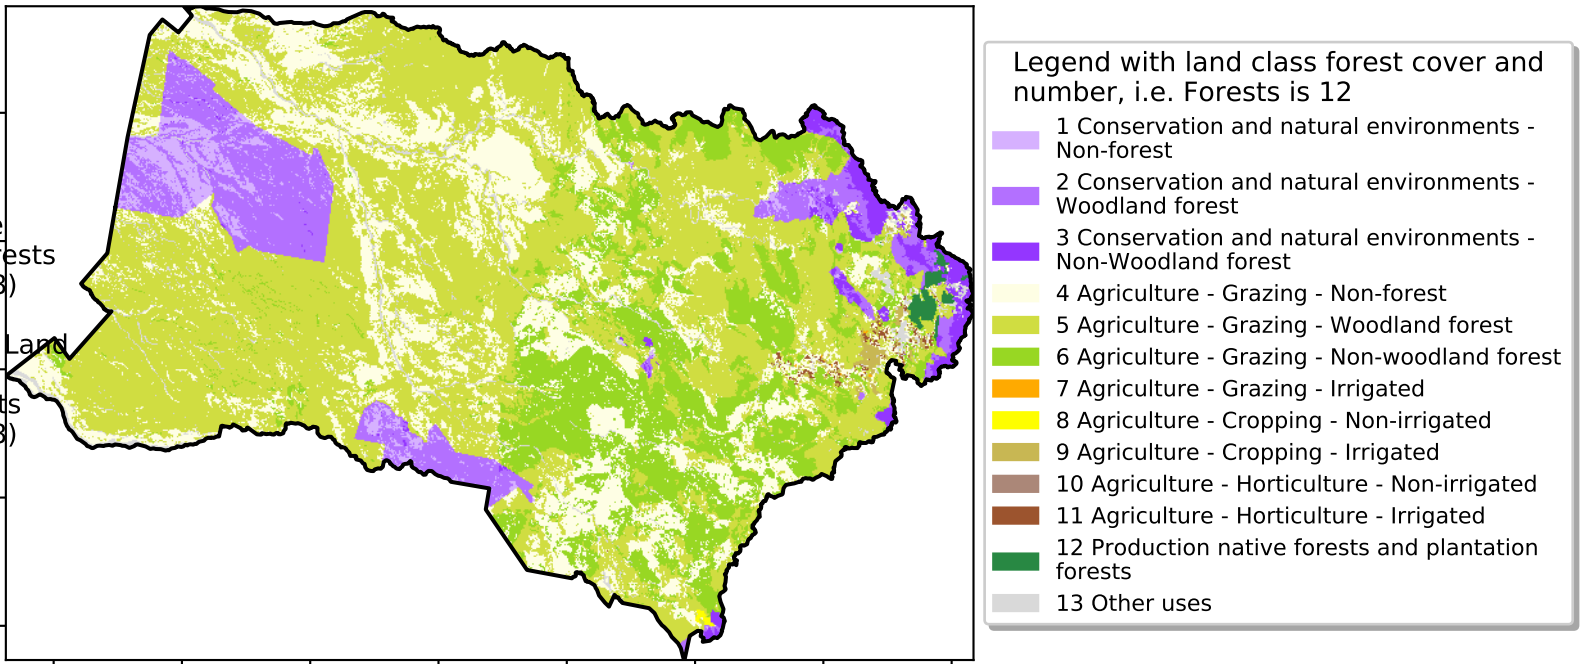 Legend with land class forest cover and
number, i.e. Forests is 12
1 Conservation and natural environments -
Non-forest
2 Conservation and natural environments -
Woodland forest
3 Conservation and natural environments -
Non-Woodland forest
4 Agriculture - Grazing - Non-forest
5 Agriculture - Grazing - Woodland forest
6 Agriculture - Grazing - Non-woodland forest
7 Agriculture - Grazing - Irrigated
8 Agriculture - Cropping - Non-irrigated
9 Agriculture - Cropping - Irrigated
10 Agriculture - Horticulture - Non-irrigated
11 Agriculture - Horticulture - Irrigated
12 Production native forests and plantation
forests
13 Other uses
Land